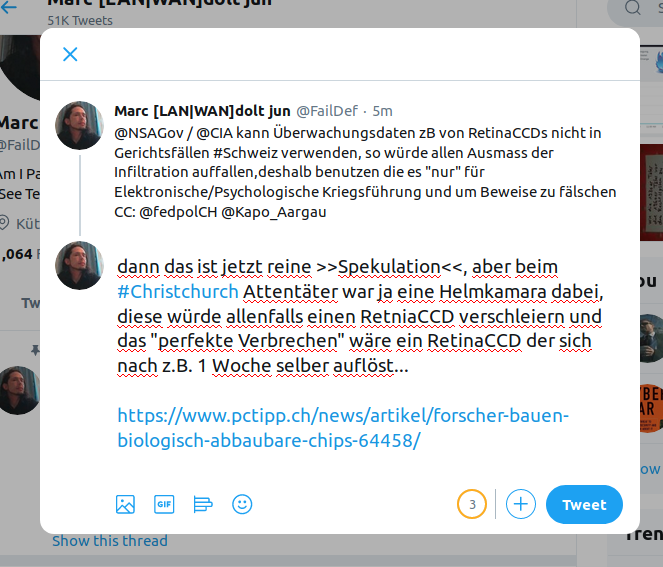 Marc [LAN|WAN]dolt jun
51K Tweets
Marc [LAN|WAN]dolt jun @FailDef · 5m
@NSAGov / @CIA kann Überwachungsdaten zB von RetinaCCDs nicht in
Gerichtsfällen #Schweiz verwenden, so würde allen Ausmass der
Infiltration auffallen,deshalb benutzen die es "nur" für
Elektronische/Psychologische Kriegsführung und um Beweise zu fälschen
CC: @fedpolCH @Kapo_Aargau
dann das ist jetzt reine >>Spekulation<<, aber beim
#Christchurch Attentäter war ja eine Helmkamara dabei,
diese würde allenfalls einen RetniaCCD verschleiern und
das "perfekte Verbrechen" wäre ein RetinaCCD der sich
nach z.B. 1 Woche selber auflöst...
https://www.pctipp.ch/news/artikel/forscher-bauen-
biologisch-abbaubare-chips-64458/
GIF
3
Tweet
Marc
@FailD
Am I Pa
See Te
Küt
,064 F
Tw
Show this thread
ou
ow
Tren